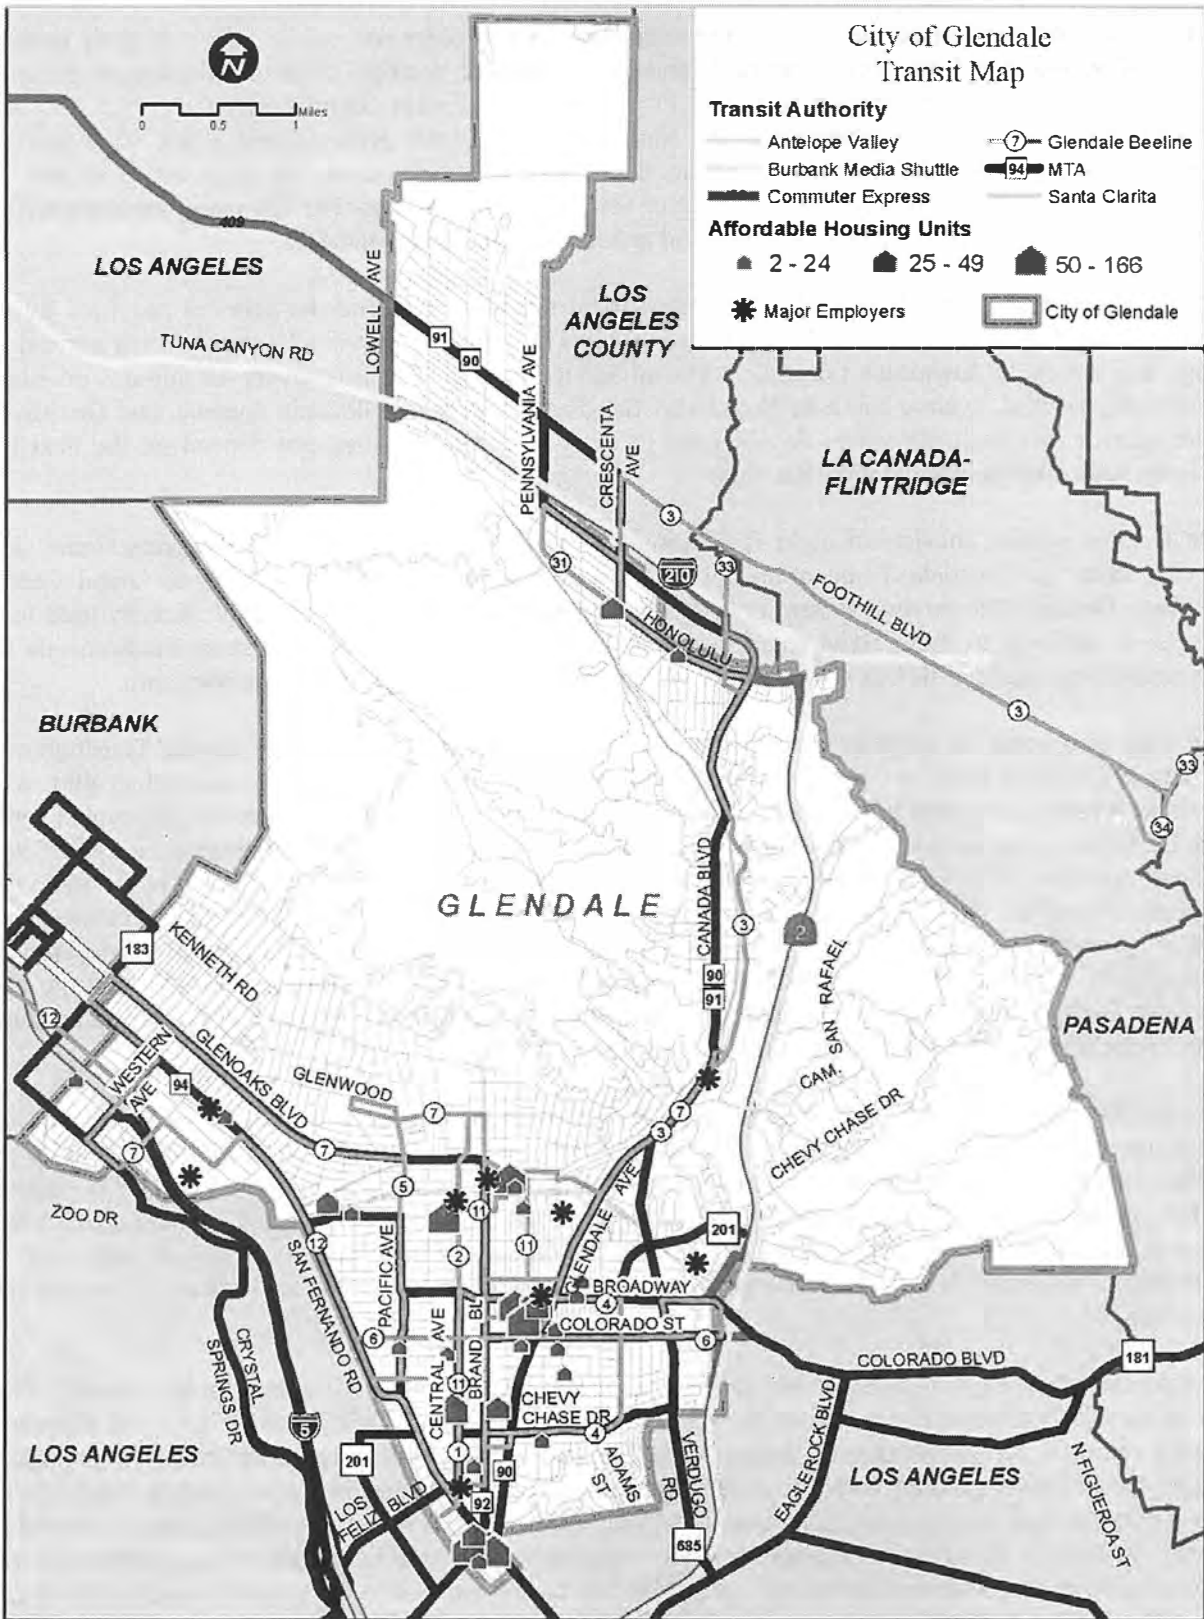 City of Glendale
Transit Map
Transit Authority
Antelope Valley
Burbank Media Shuttle
Commuter Express
7 Glendale Beeline
94 MTA
Santa Clarita
Affordable Housing Units
2 - 24
25 - 49
50 - 166
Major Employers
City of Glendale
N
0 0.5 1 Miles
409
LOS ANGELES
TUNA CANYON RD
LOWELL AVE
91
90
PENNSYLVANIA AVE
LOS
ANGELES
COUNTY
CRESCENTA
AVE
LA CANADA-
FLINTRIDGE
3
31
210
33
FOOTHILL BLVD
HONOLULU
3
33
34
BURBANK
GLENDALE
CANADA BLVD
3
2
90
91
CAM. SAN RAFAEL
PASADENA
183
KENNETH RD
12
WESTERN
AVE
94
GLENOAKS BLVD
GLENWOOD
7
7
7
7
3
CHEVY CHASE DR
5
ZOO DR
12
SAN FERNANDO RD
PACIFIC AVE
11
2
11
GLENDALE AVE
201
BROADWAY
4
COLORADO ST
6
6
CENTRAL AVE
BRAND BL
11
CRYSTAL
SPRINGS DR
5
COLORADO BLVD
181
CHEVY
CHASE DR
4
1
90
ADAMS
ST
VERDUGO
RD
EAGLE ROCK BLVD
N FIGUEROA ST
LOS ANGELES
201
LOS
FELIZ BLVD
92
685
LOS ANGELES